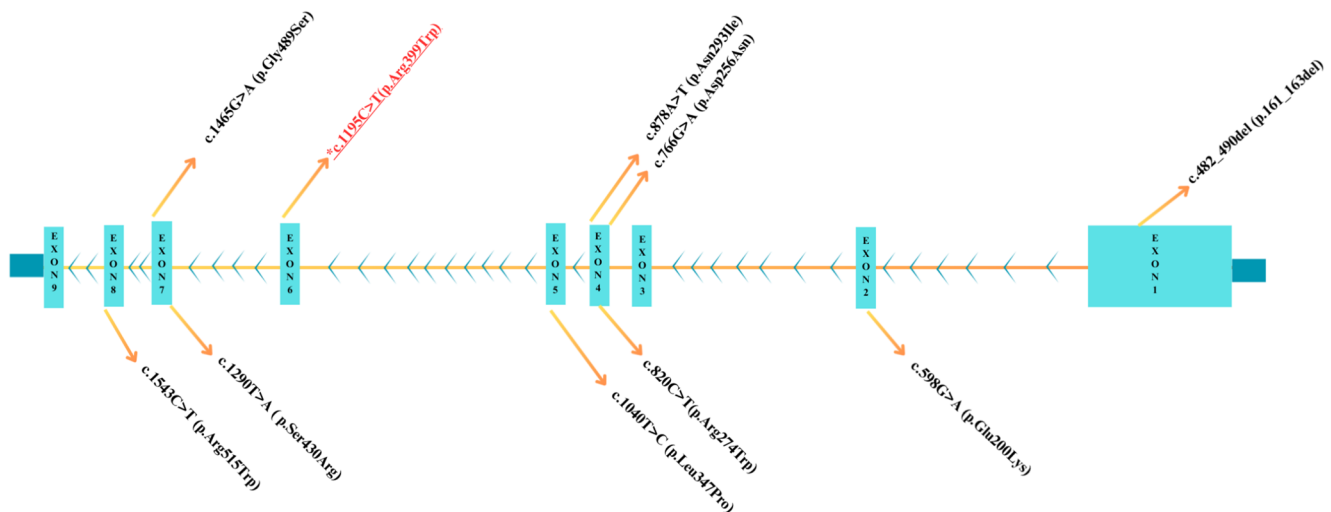 c.1465G>A (p.Gly489Ser)
*c.1195C>T(p.Arg399Trp)
c.878A>T (p.Asn293Ile)
c.766G>A (p.Asp256Asn)
c.482_490del (p.161_163del)
EXON9
EXON8
EXON7
EXON6
EXON5
EXON4
EXON3
EXON2
EXON1
c.1543C>T (p.Arg515Trp)
c.1290T>A ( p.Ser430Arg)
c.1040T>C (p.Leu347Pro)
c.820C>T(p.Arg274Trp)
c.598G>A (p.Glu200Lys)